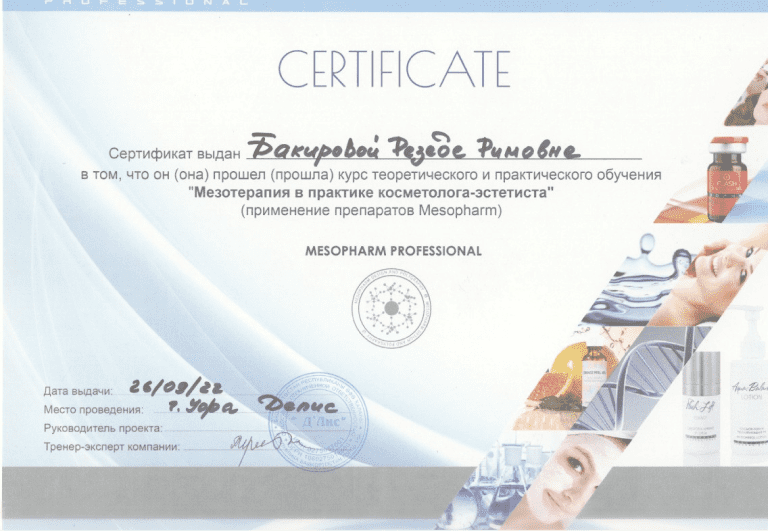 PROFESSIONAL
CERTIFICATE
Сертификат выдан Бакировой Резеде Римовне
в том, что он (она) прошел (прошла) курс теоретического и практического обучения
"Мезотерапия в практике косметолога-эстетиста"
(применение препаратов Mesopharm)
MESOPHARM PROFESSIONAL
Дата выдачи: 26/09/22
Место проведения: г. Уфа Делис
Руководитель проекта:
Тренер-эксперт компании:
"Д'Лис"
LOTION